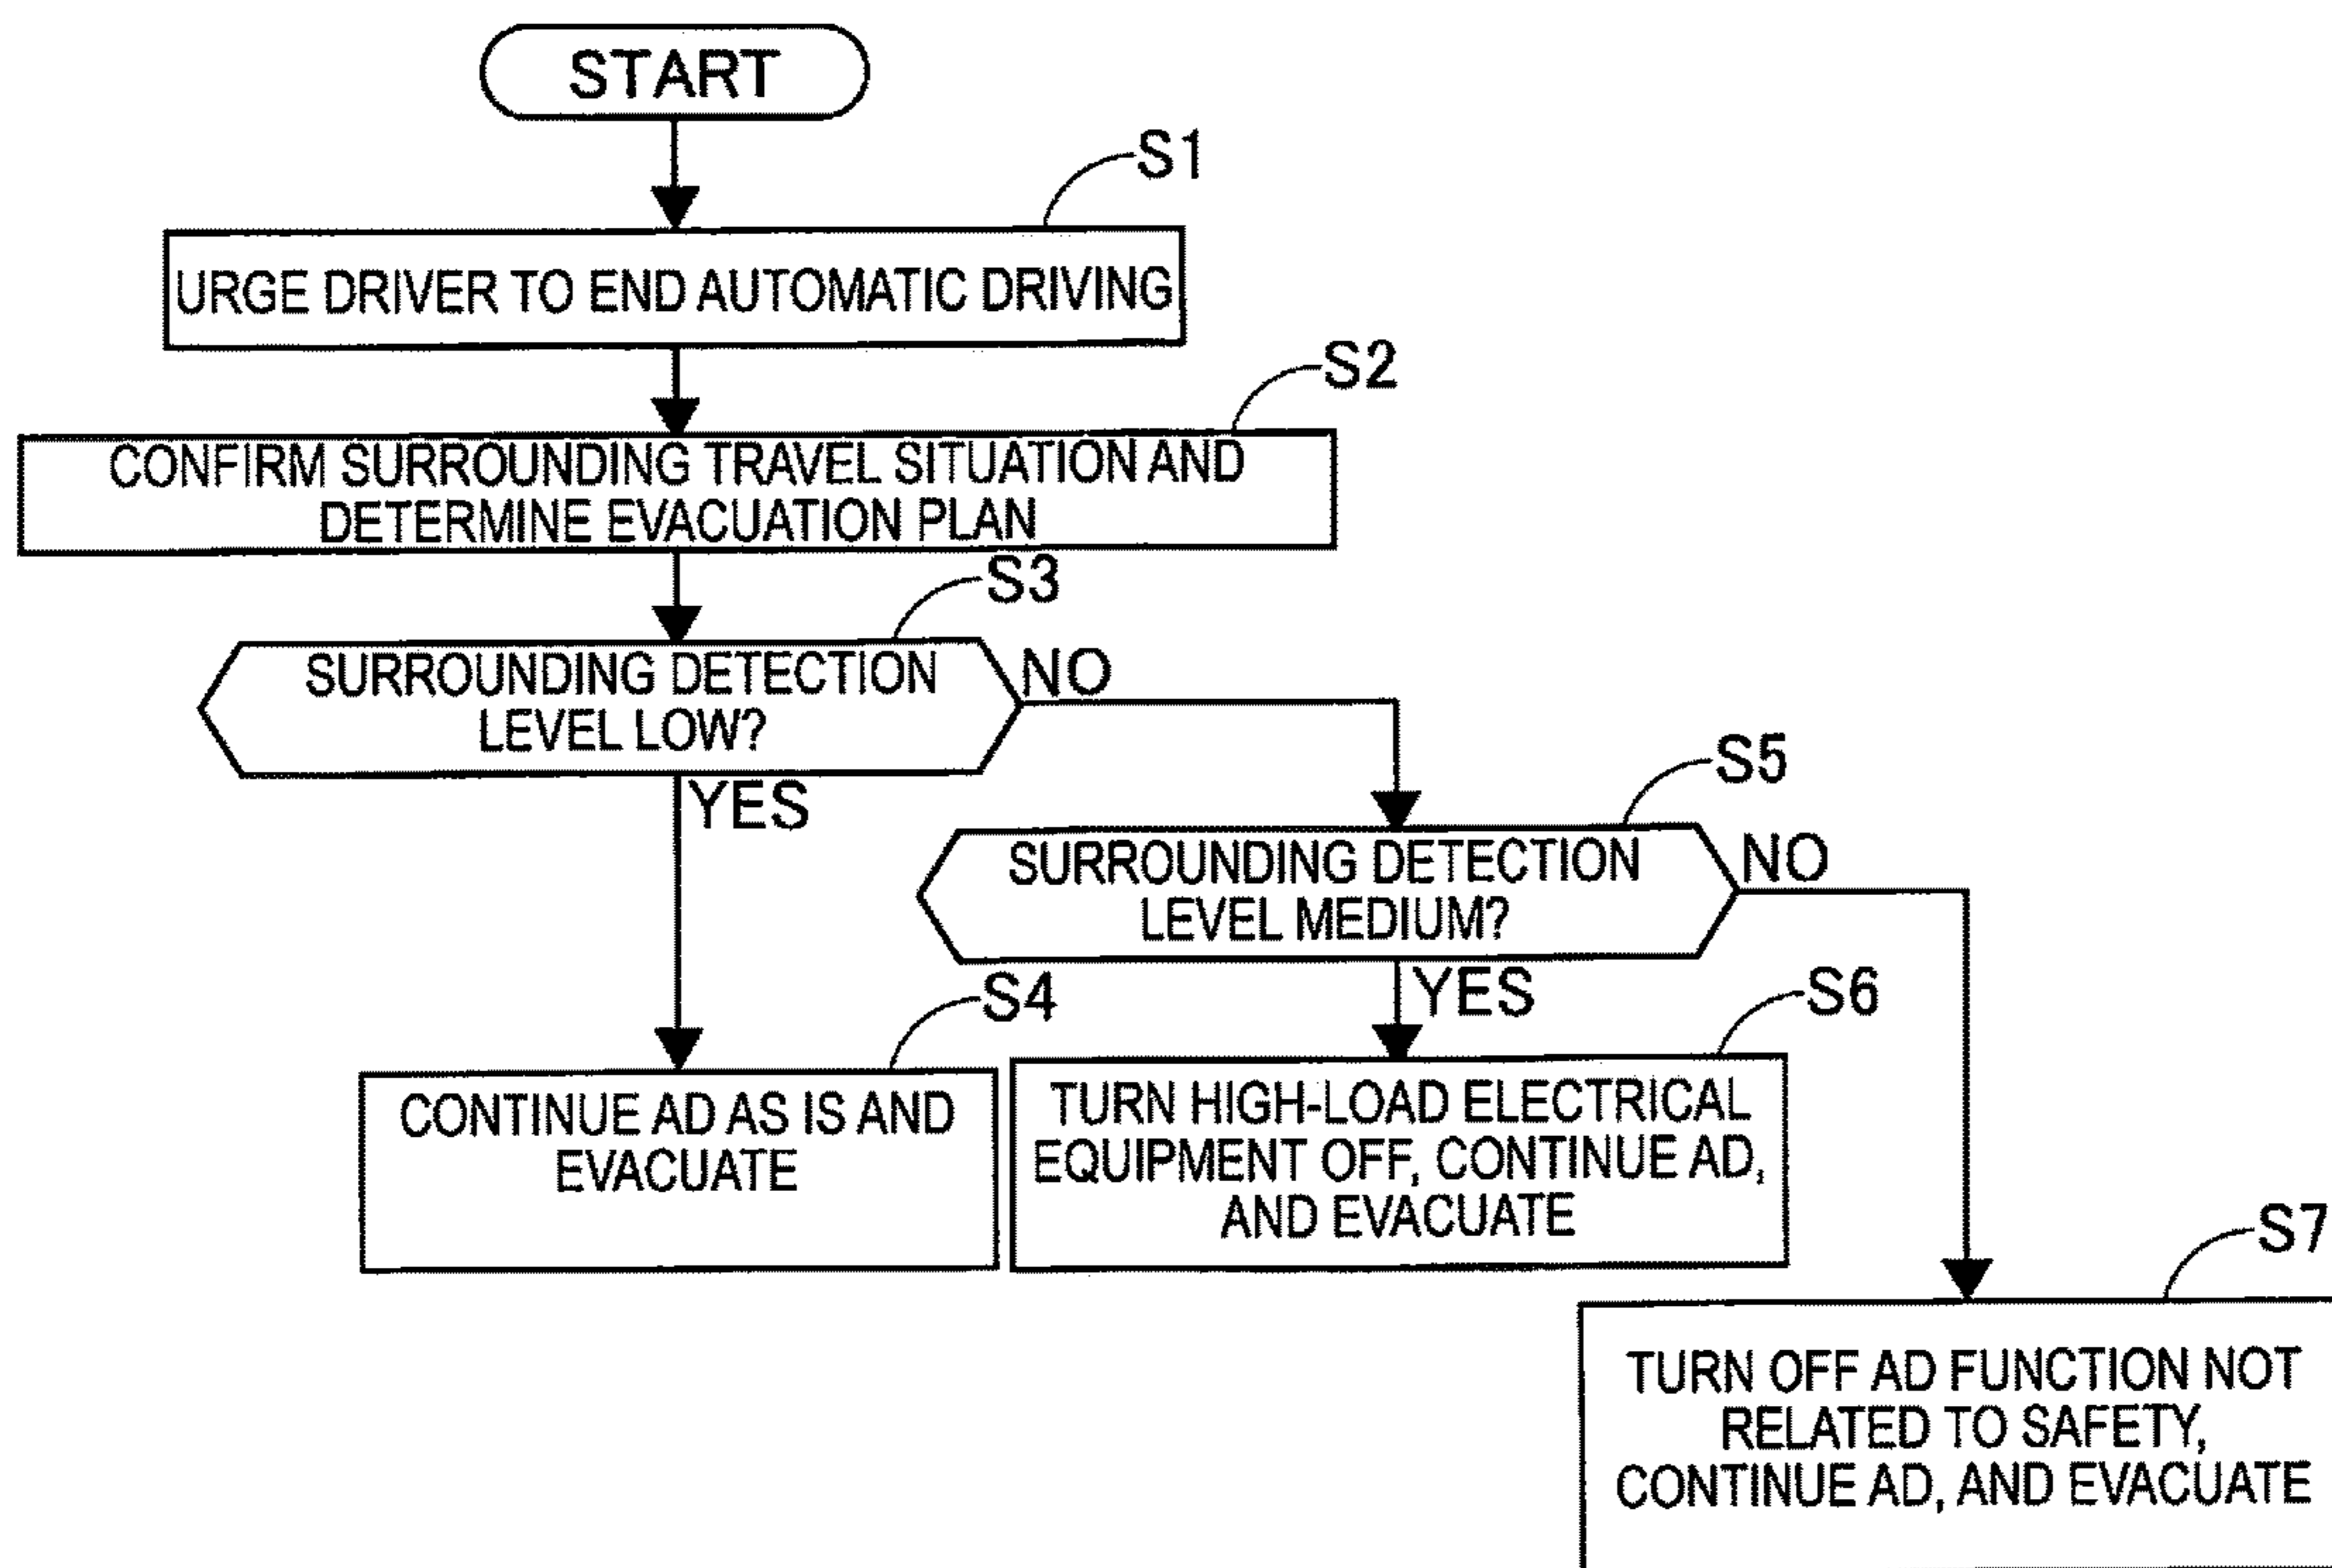 START
S1
URGE DRIVER TO END AUTOMATIC DRIVING
S2
CONFIRM SURROUNDING TRAVEL SITUATION AND
DETERMINE EVACUATION PLAN
S3
SURROUNDING DETECTION
LEVEL LOW?
NO
YES
S5
SURROUNDING DETECTION
LEVEL MEDIUM?
NO
YES
S4
CONTINUE AD AS IS AND
EVACUATE
S6
TURN HIGH-LOAD ELECTRICAL
EQUIPMENT OFF, CONTINUE AD,
AND EVACUATE
S7
TURN OFF AD FUNCTION NOT
RELATED TO SAFETY,
CONTINUE AD, AND EVACUATE